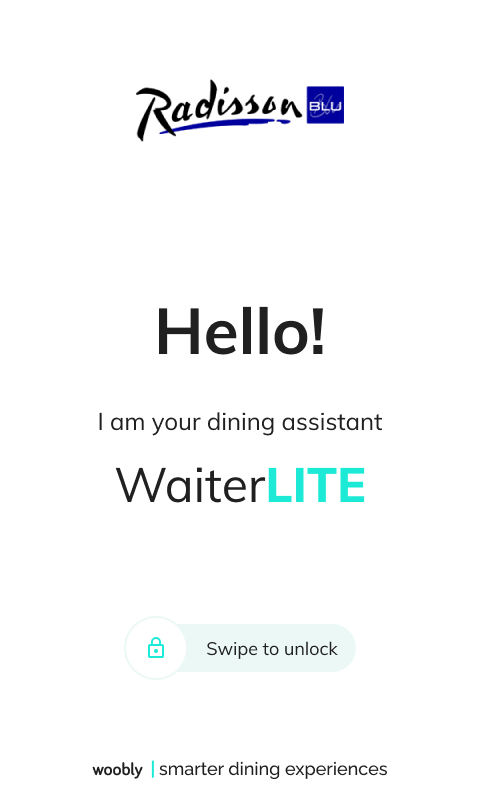 Radisson BLU
Hello!
I am your dining assistant
WaiterLITE
Swipe to unlock
woobly | smarter dining experiences